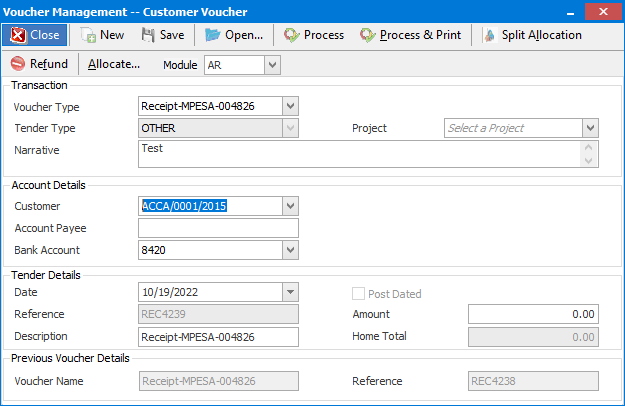 Voucher Management -- Customer Voucher
Close New Save Open... Process Process & Print Split Allocation
Refund Allocate... Module AR
Transaction
Voucher Type Receipt-MPESA-004826
Tender Type OTHER Project Select a Project
Narrative Test
Account Details
Customer ACCA/0001/2015
Account Payee
Bank Account 8420
Tender Details
Date 10/19/2022 Post Dated
Reference REC4239 Amount 0.00
Description Receipt-MPESA-004826 Home Total 0.00
Previous Voucher Details
Voucher Name Receipt-MPESA-004826 Reference REC4238